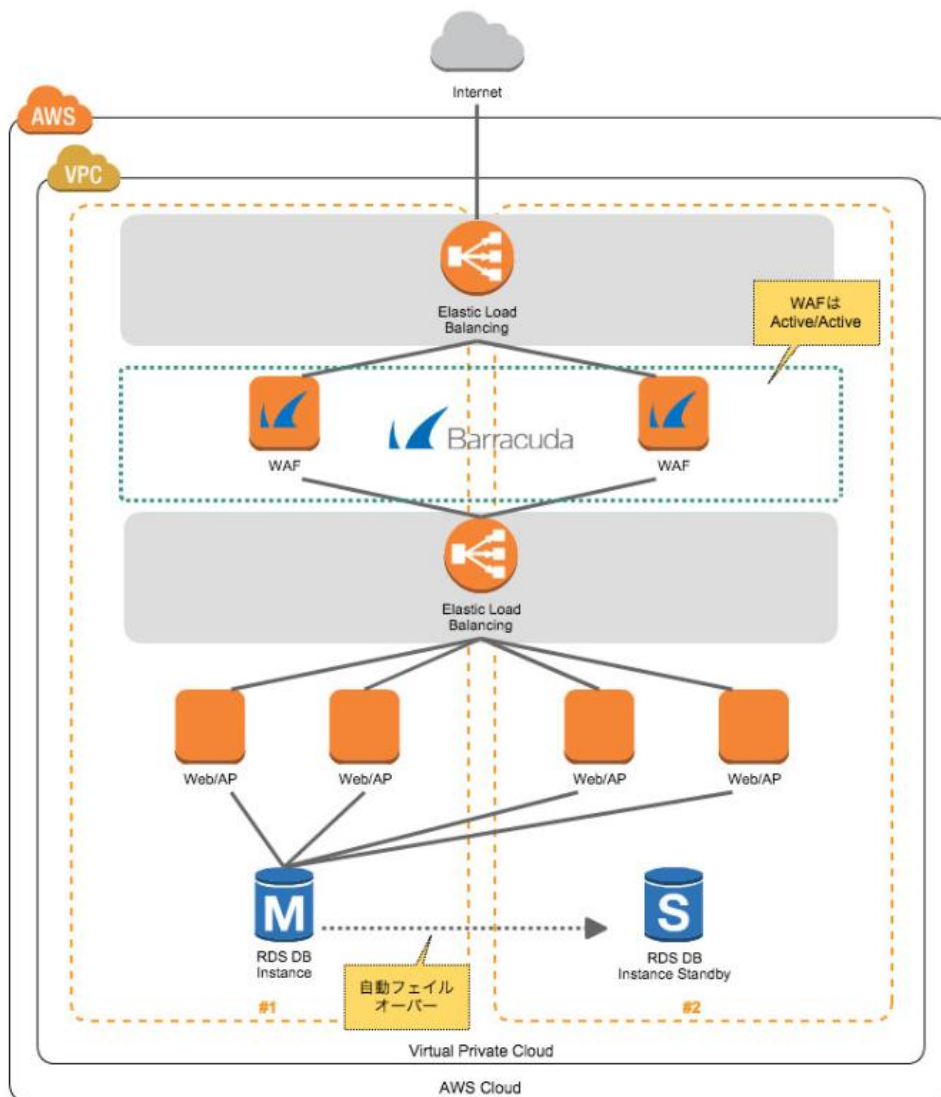 Internet
AWS
VPC
Elastic Load
Balancing
WAFは
Active/Active
WAF
Barracuda
WAF
Elastic Load
Balancing
Web/AP
Web/AP
Web/AP
Web/AP
M
S
RDS DB
Instance
RDS DB
Instance Standby
自動フェイル
オーバー
#1
#2
Virtual Private Cloud
AWS Cloud